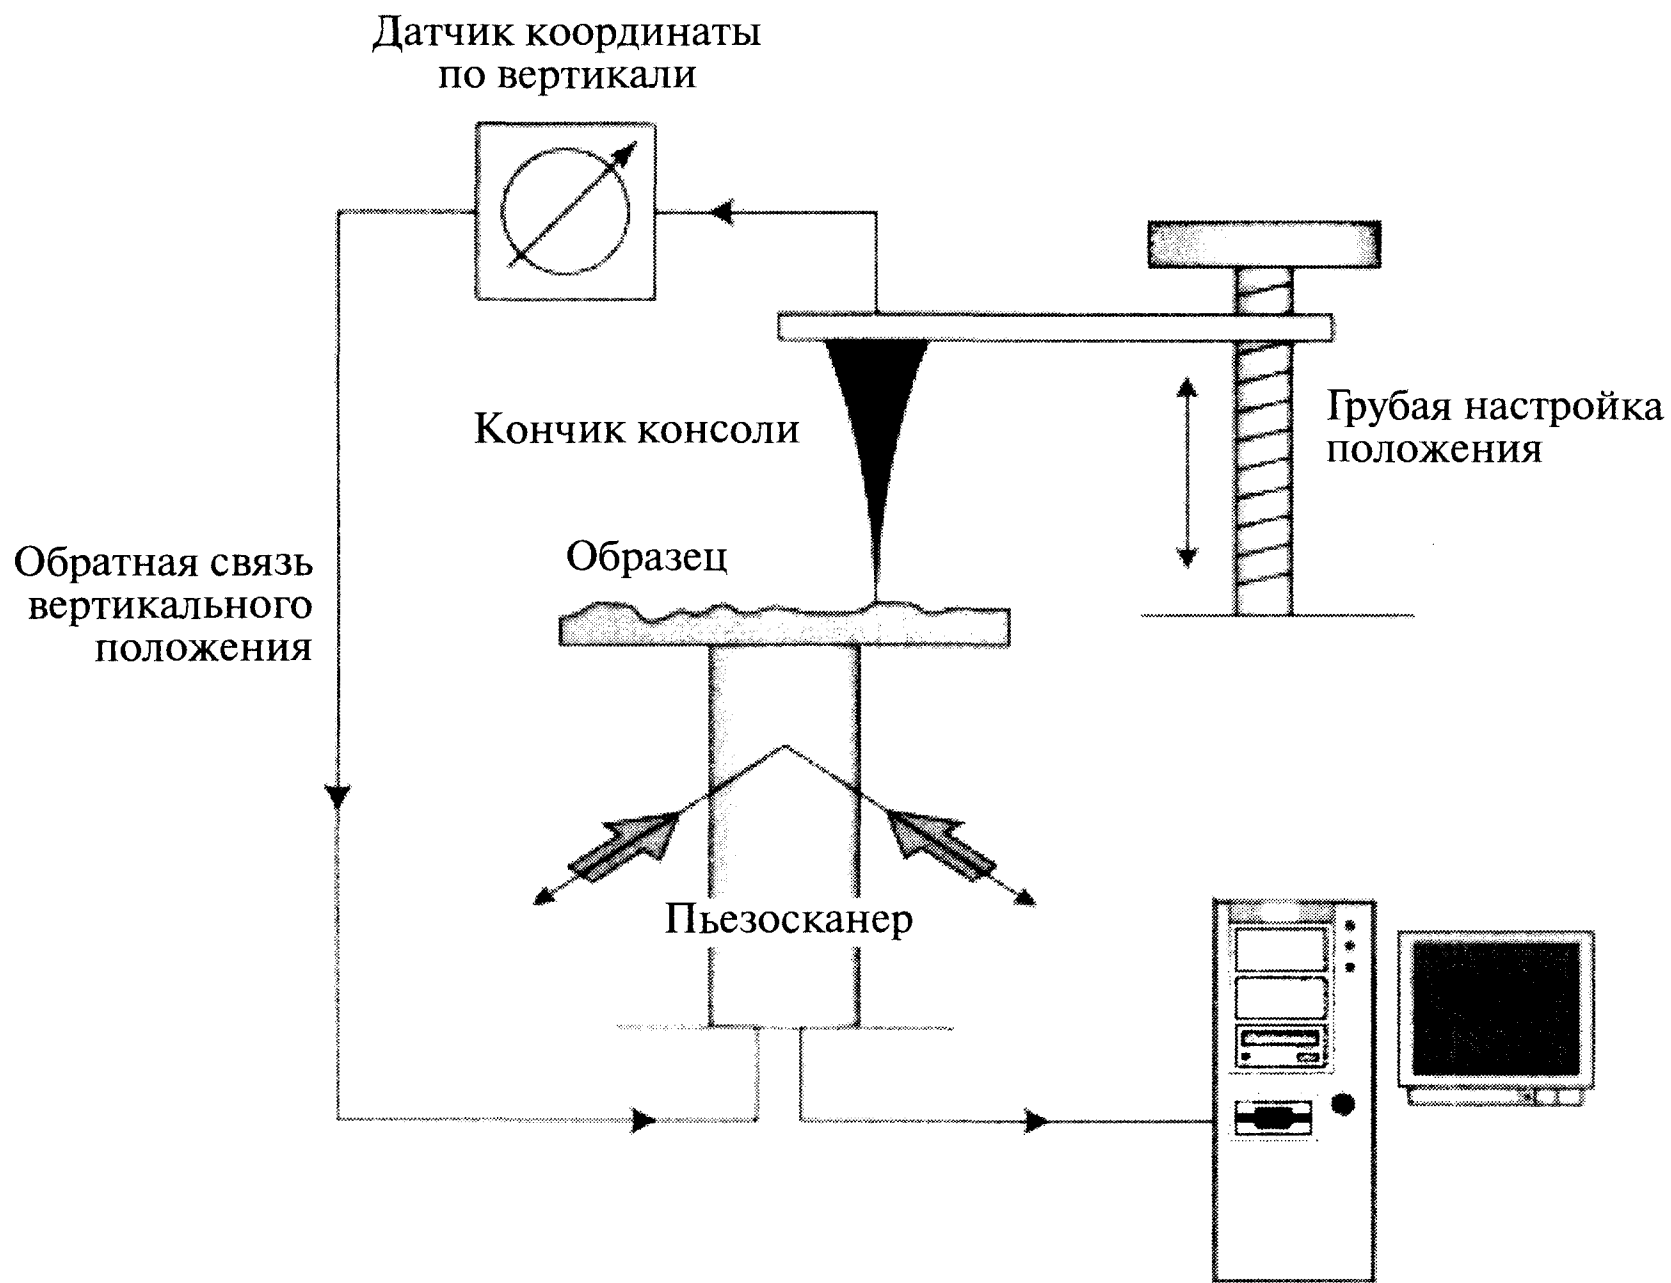 Датчик координаты
по вертикали
Кончик консоли
Грубая настройка
положения
Образец
Обратная связь
вертикального
положения
Пьезосканер